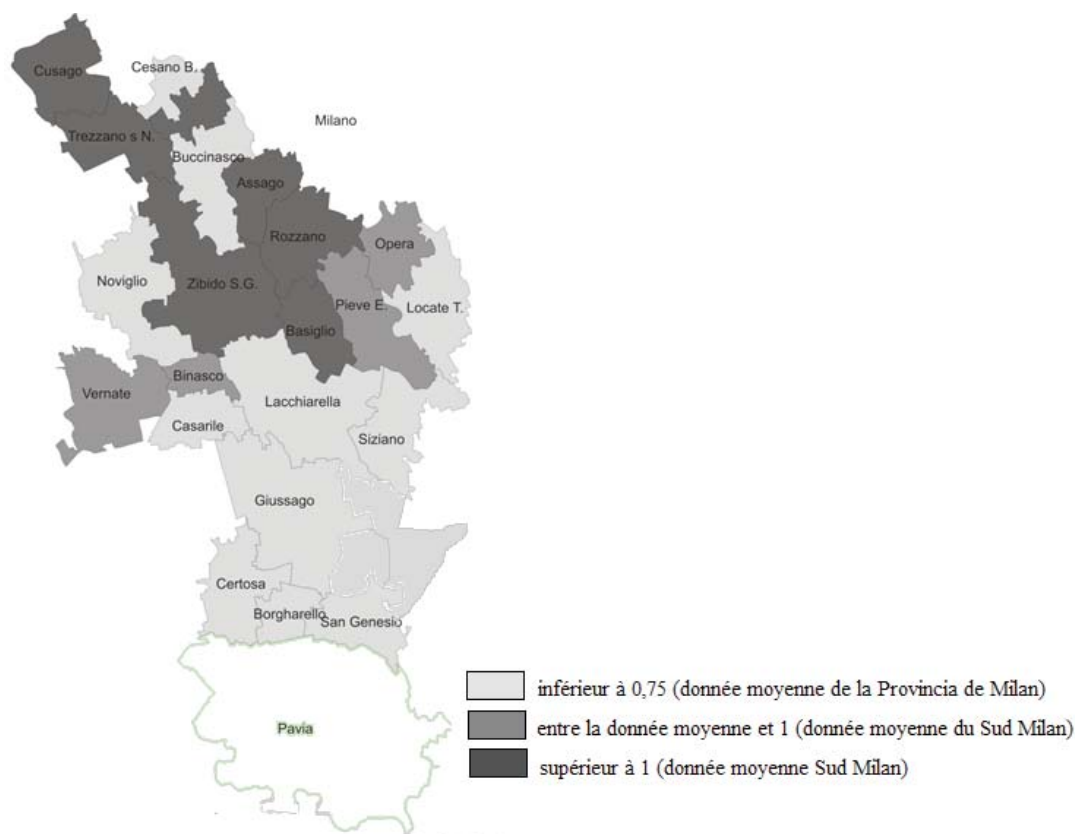 Cusago
Cesano B.
Milano
Trezzano s N.
Buccinasco
Assago
Rozzano
Opera
Noviglio
Zibido S.G.
Pieve E.
Locate T.
Basiglio
Vernate
Binasco
Lacchiarella
Casarile
Siziano
Giussago
Certosa
Borgharello
San Genesio
Pavia
inférieur à 0,75 (donnée moyenne de la Provincia de Milan)
entre la donnée moyenne et 1 (donnée moyenne du Sud Milan)
supérieur à 1 (donnée moyenne Sud Milan)